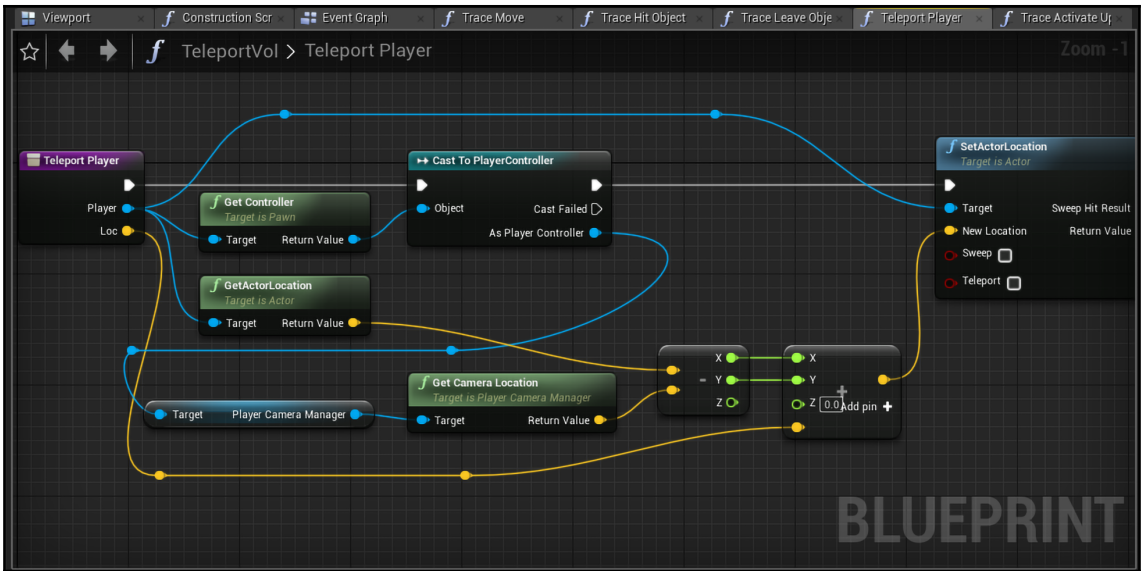 Viewport
Construction Scr
Event Graph
Trace Move
Trace Hit Object
Trace Leave Obje
Teleport Player
Trace Activate Up
TeleportVol > Teleport Player
Zoom -1
Teleport Player
Player
Loc
Get Controller
Target is Pawn
Target Return Value
GetActorLocation
Target is Actor
Target Return Value
Cast To PlayerController
Object Cast Failed
As Player Controller
SetActorLocation
Target is Actor
Target Sweep Hit Result
New Location Return Value
Sweep
Teleport
Target Player Camera Manager
Get Camera Location
Target is Player Camera Manager
Target Return Value
X
- Y
Z
X
Y
Z 0.0
+
Add pin +
BLUEPRINT